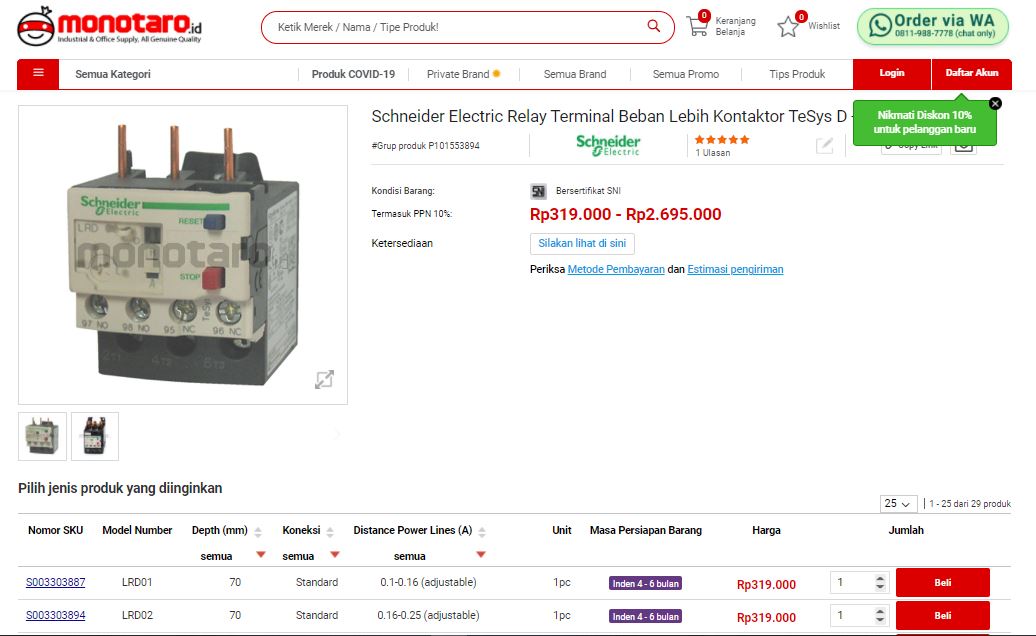 monotaro.id
Industrial & Office Supply, All Genuine Quality
Ketik Merek / Nama / Tipe Produk!
0
Keranjang
Belanja
0
Wishlist
Order via WA
0811-988-7778 (chat only)
Semua Kategori
Produk COVID-19
Private Brand
Semua Brand
Semua Promo
Tips Produk
Login
Daftar Akun
Nikmati Diskon 10%
untuk pelanggan baru
Schneider Electric Relay Terminal Beban Lebih Kontaktor TeSys D
#Grup produk P101553894
Schneider
Electric
1 Ulasan
Kondisi Barang:
Bersertifikat SNI
Termasuk PPN 10%:
Rp319.000 - Rp2.695.000
Ketersediaan
Silakan lihat di sini
Periksa Metode Pembayaran dan Estimasi pengiriman
Schneider
Electric
LRD
RESET
monotaro.id
STOP
A
TeSys
97 NO
98 NO
95 NC
96 NC
2T1
4T2
6T3
Pilih jenis produk yang diinginkan
25
1 - 25 dari 29 produk
Nomor SKU Model Number Depth (mm) Koneksi Distance Power Lines (A) Unit Masa Persiapan Barang Harga Jumlah
semua semua semua
S003303887 LRD01 70 Standard 0.1-0.16 (adjustable) 1pc Inden 4 - 6 bulan Rp319.000 1 Beli
S003303894 LRD02 70 Standard 0.16-0.25 (adjustable) 1pc Inden 4 - 6 bulan Rp319.000 1 Beli